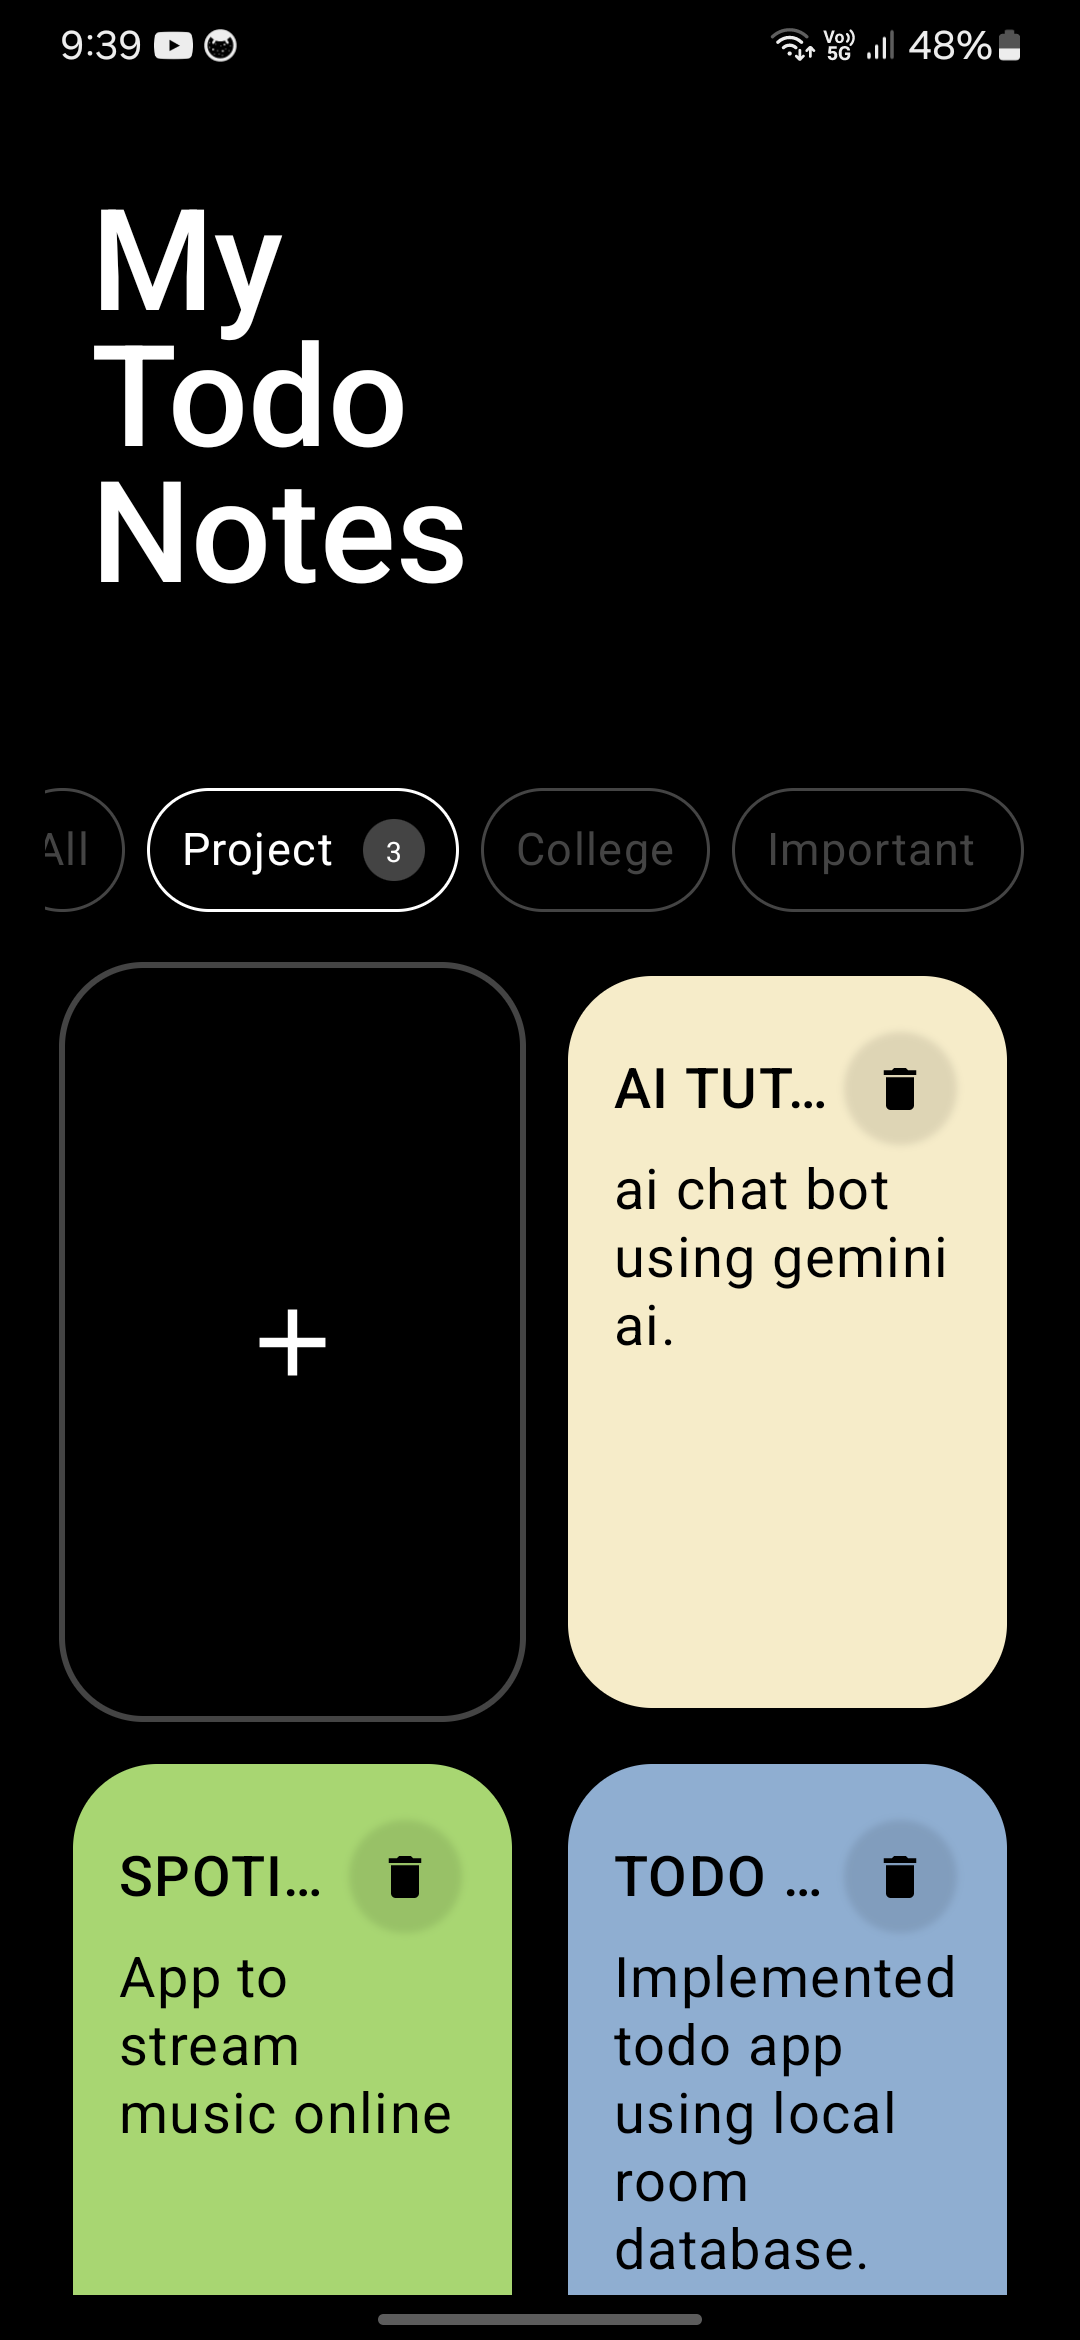 9:39 Vo)) 5G 48%
My
Todo
Notes
All Project 3 College Important
AI TUT...
ai chat bot
using gemini
ai.
SPOTI...
App to
stream
music online
TODO ...
Implemented
todo app
using local
room
database.